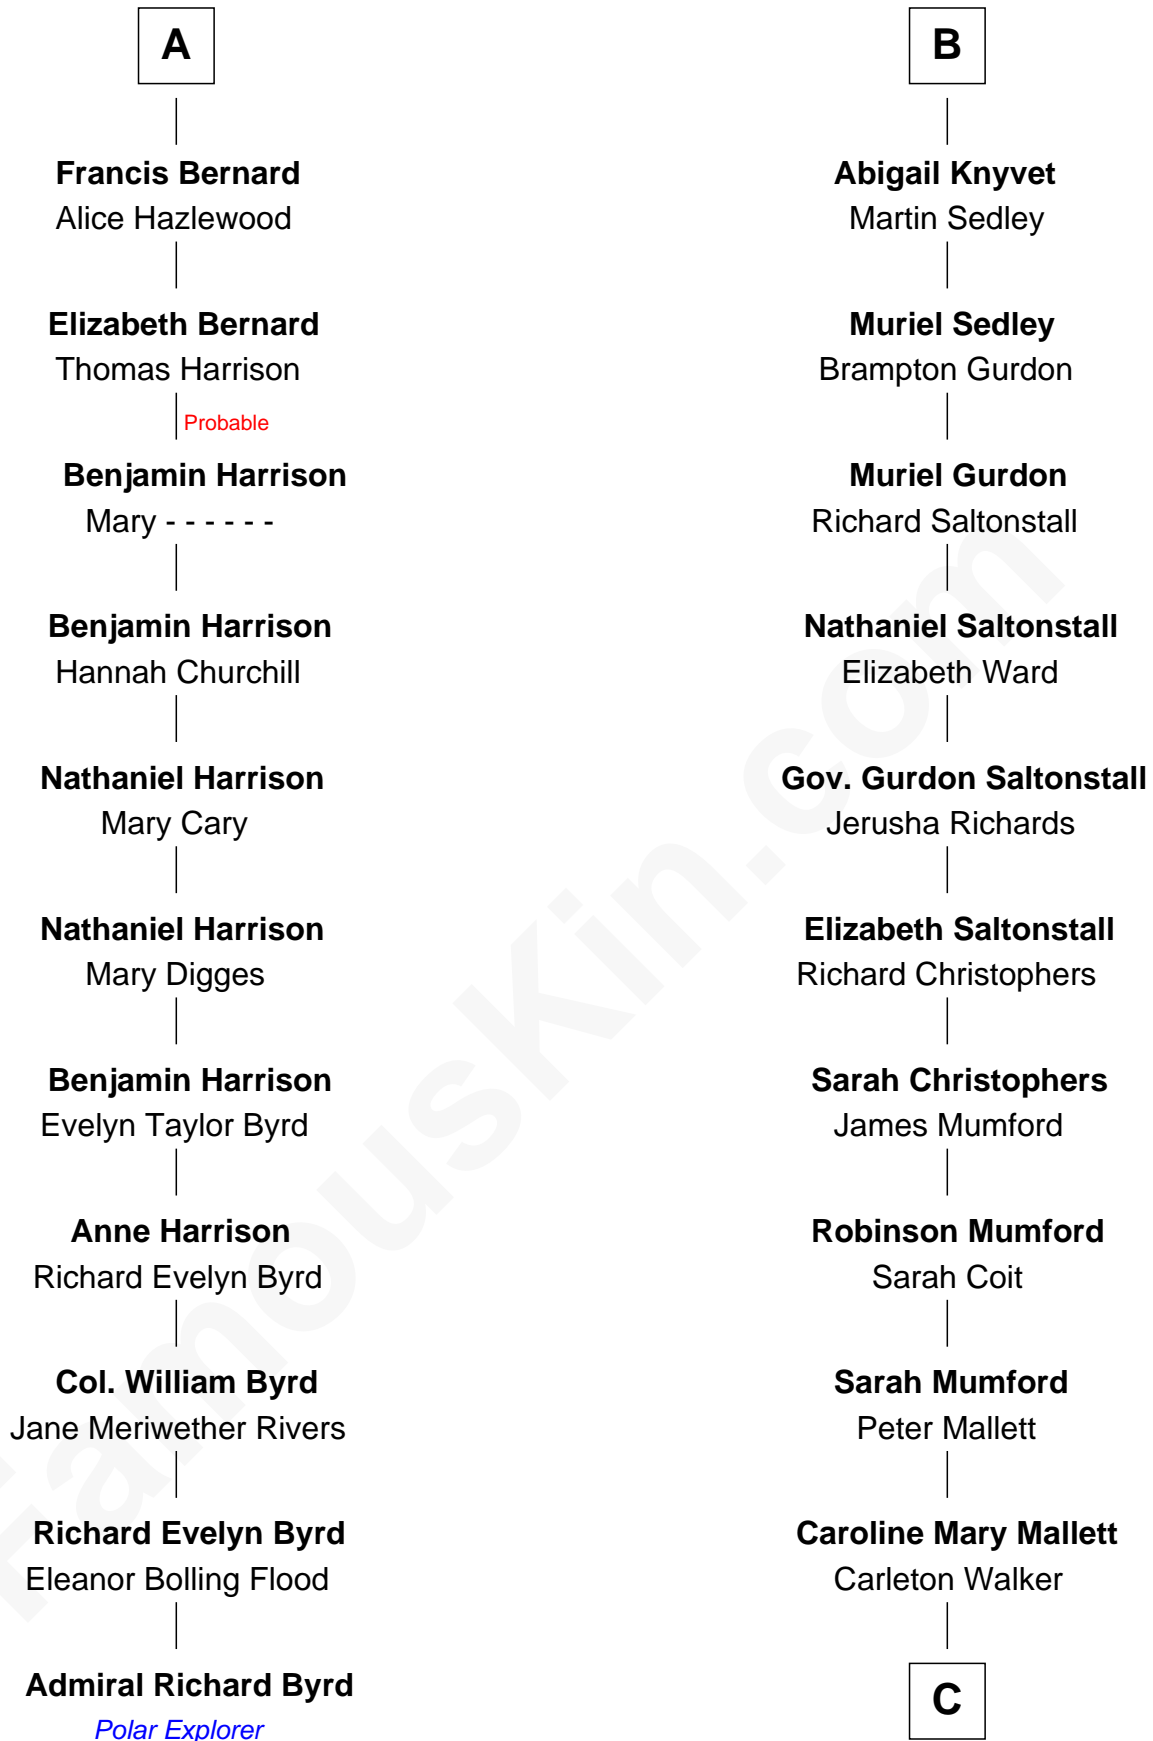 A
Francis Bernard
Alice Hazlewood
Elizabeth Bernard
Thomas Harrison
Probable
Benjamin Harrison
Mary - - - - - -
Benjamin Harrison
Hannah Churchill
Nathaniel Harrison
Mary Cary
Nathaniel Harrison
Mary Digges
Benjamin Harrison
Evelyn Taylor Byrd
Anne Harrison
Richard Evelyn Byrd
Col. William Byrd
Jane Meriwether Rivers
Richard Evelyn Byrd
Eleanor Bolling Flood
Admiral Richard Byrd
Polar Explorer
B
Abigail Knyvet
Martin Sedley
Muriel Sedley
Brampton Gurdon
Muriel Gurdon
Richard Saltonstall
Nathaniel Saltonstall
Elizabeth Ward
Gov. Gurdon Saltonstall
Jerusha Richards
Elizabeth Saltonstall
Richard Christophers
Sarah Christophers
James Mumford
Robinson Mumford
Sarah Coit
Sarah Mumford
Peter Mallett
Caroline Mary Mallett
Carleton Walker
C
FamousKin.com